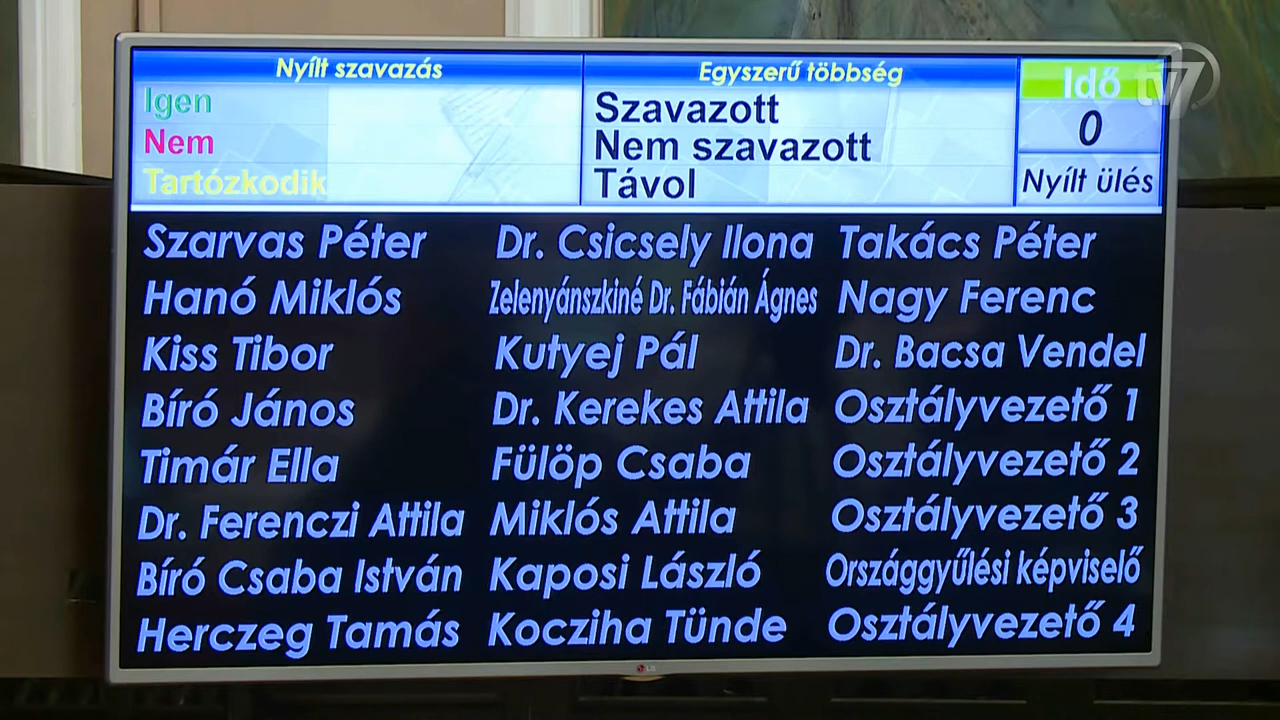 Nyílt szavazás
Igen
Nem
Tartózkodik
Egyszerű többség
Szavazott
Nem szavazott
Távol
Idő
0
Nyílt ülés
tv7
Szarvas Péter
Hanó Miklós
Kiss Tibor
Bíró János
Timár Ella
Dr. Ferenczi Attila
Bíró Csaba István
Herczeg Tamás
Dr. Csicsely Ilona
Zelenyánszkiné Dr. Fábián Ágnes
Kutyej Pál
Dr. Kerekes Attila
Fülöp Csaba
Miklós Attila
Kaposi László
Kocziha Tünde
Takács Péter
Nagy Ferenc
Dr. Bacsa Vendel
Osztályvezető 1
Osztályvezető 2
Osztályvezető 3
Országgyűlési képviselő
Osztályvezető 4
LG